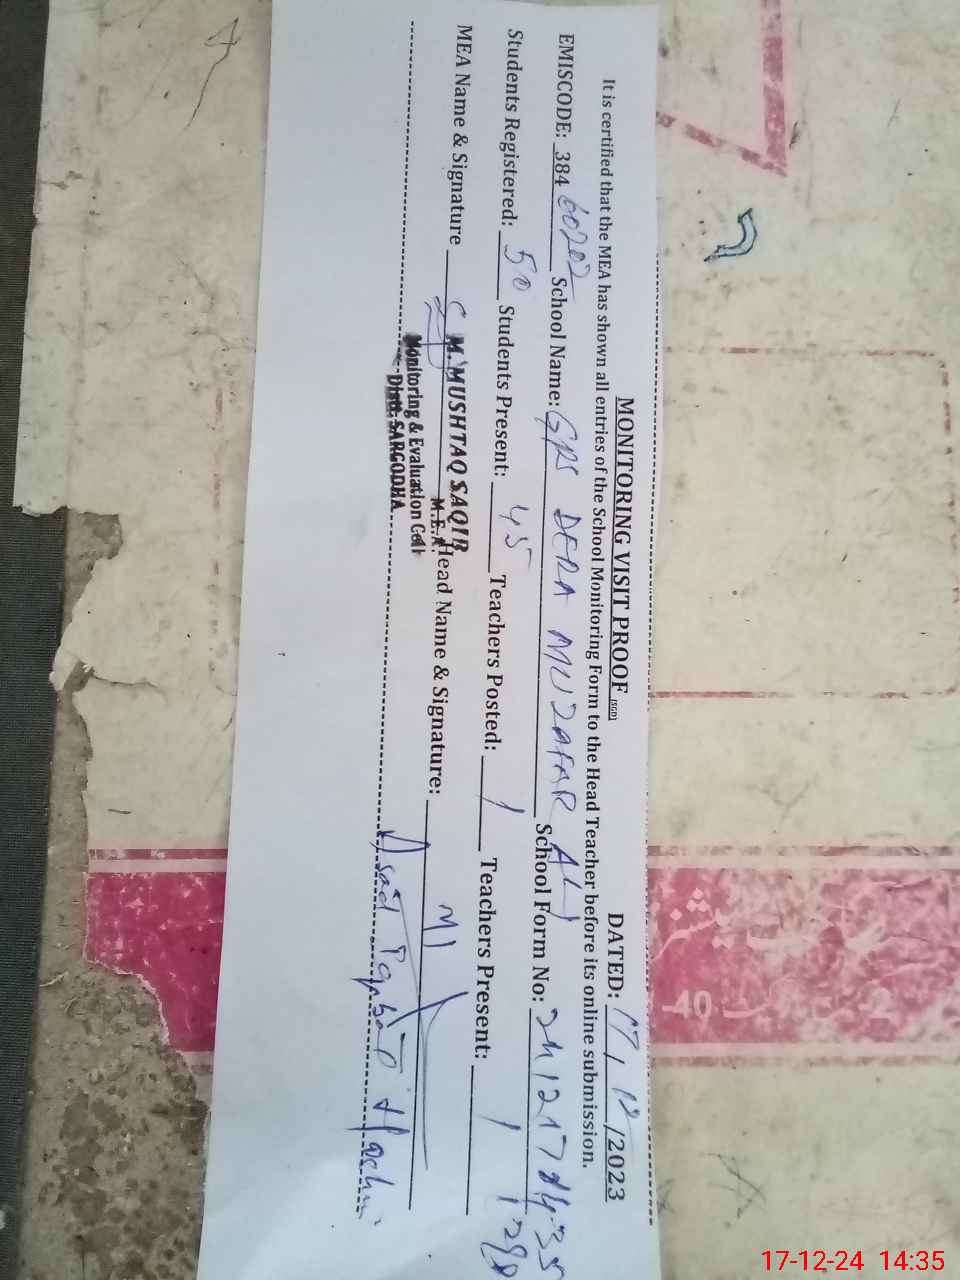 MONITORING VISIT PROOF (SGD) DATED: 17 / 12 /2023
It is certified that the MEA has shown all entries of the School Monitoring Form to the Head Teacher before its online submission.
EMISCODE: 38460202 School Name: GPS DERA MUZAFAR ALI School Form No:
Students Registered: 50 Students Present: 45 Teachers Posted: 1 Teachers Present: 1
MEA Name & Signature Head Name & Signature:
M. MUSHTAQ SAQIB
M.E.A.
Monitoring & Evaluation Cell
Distt. SARGODHA
Asad
-40
17-12-24 14:35